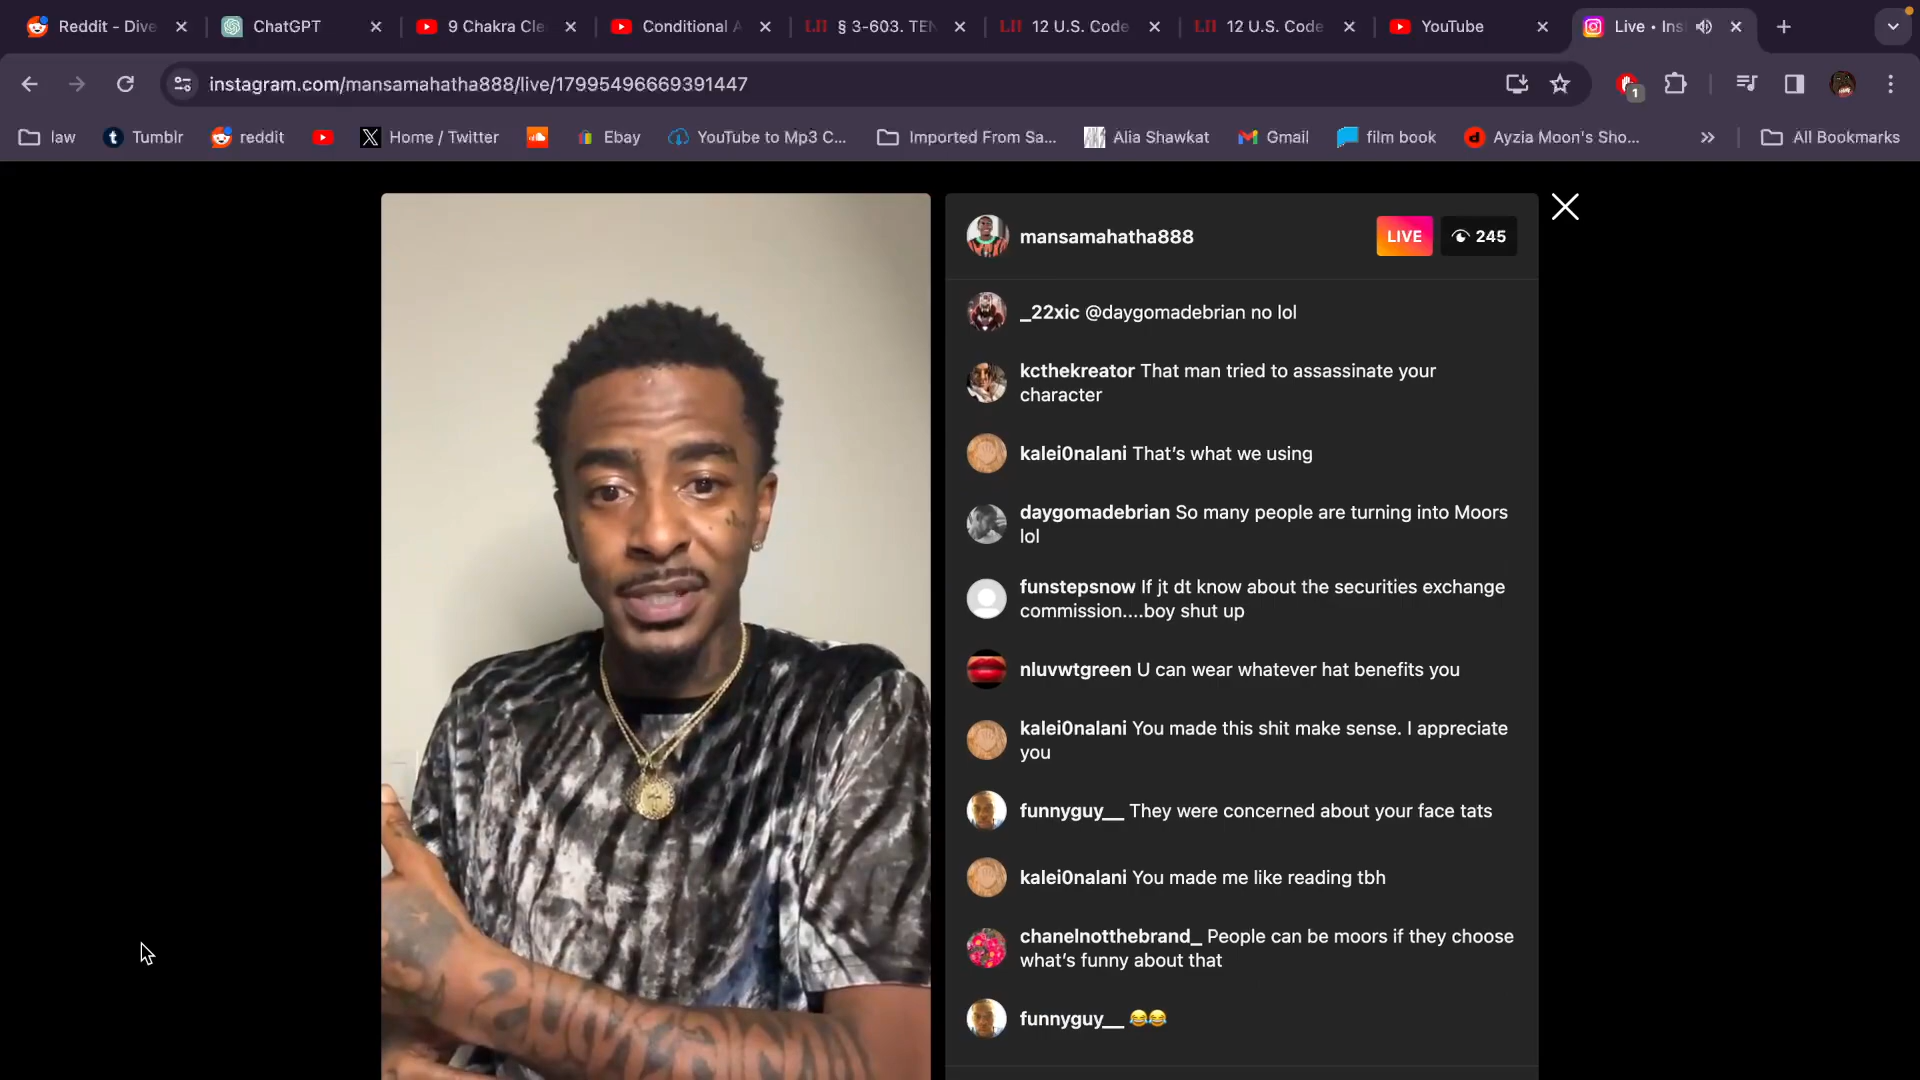 Reddit - Dive
ChatGPT
9 Chakra Cle
Conditional A
LII § 3-603. TEN
LII 12 U.S. Code
LII 12 U.S. Code
YouTube
Live • Ins
instagram.com/mansamahatha888/live/17995496669391447
1
law
Tumblr
reddit
Home / Twitter
Ebay
YouTube to Mp3 C...
Imported From Sa...
Alia Shawkat
Gmail
film book
Ayzia Moon's Sho...
All Bookmarks
mansamahatha888
LIVE
245
_22xic @daygomadebrian no lol
kcthekreator That man tried to assassinate your
character
kalei0nalani That’s what we using
daygomadebrian So many people are turning into Moors
lol
funstepsnow If jt dt know about the securities exchange
commission....boy shut up
nluvwtgreen U can wear whatever hat benefits you
kalei0nalani You made this shit make sense. I appreciate
you
funnyguy__ They were concerned about your face tats
kalei0nalani You made me like reading tbh
chanelnotthebrand_ People can be moors if they choose
what’s funny about that
funnyguy__ 😂😂